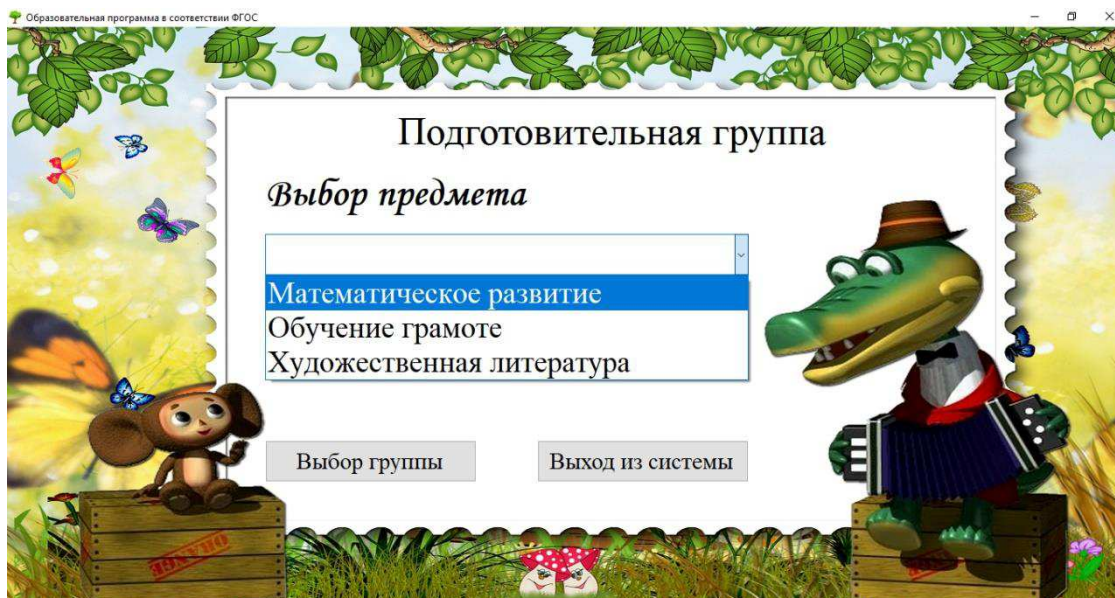 Образовательная программа в соответствии ФГОС
Подготовительная группа
Выбор предмета
Математическое развитие
Обучение грамоте
Художественная литература
Выбор группы
Выход из системы
ORANGE